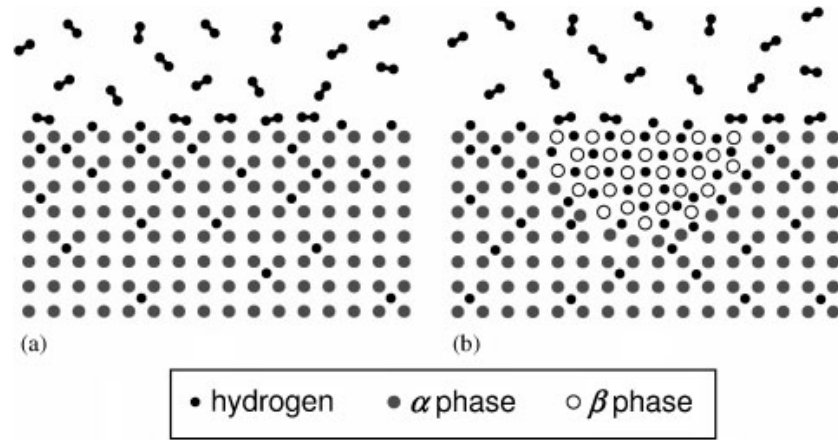 (a)
(b)
hydrogen
α phase
β phase